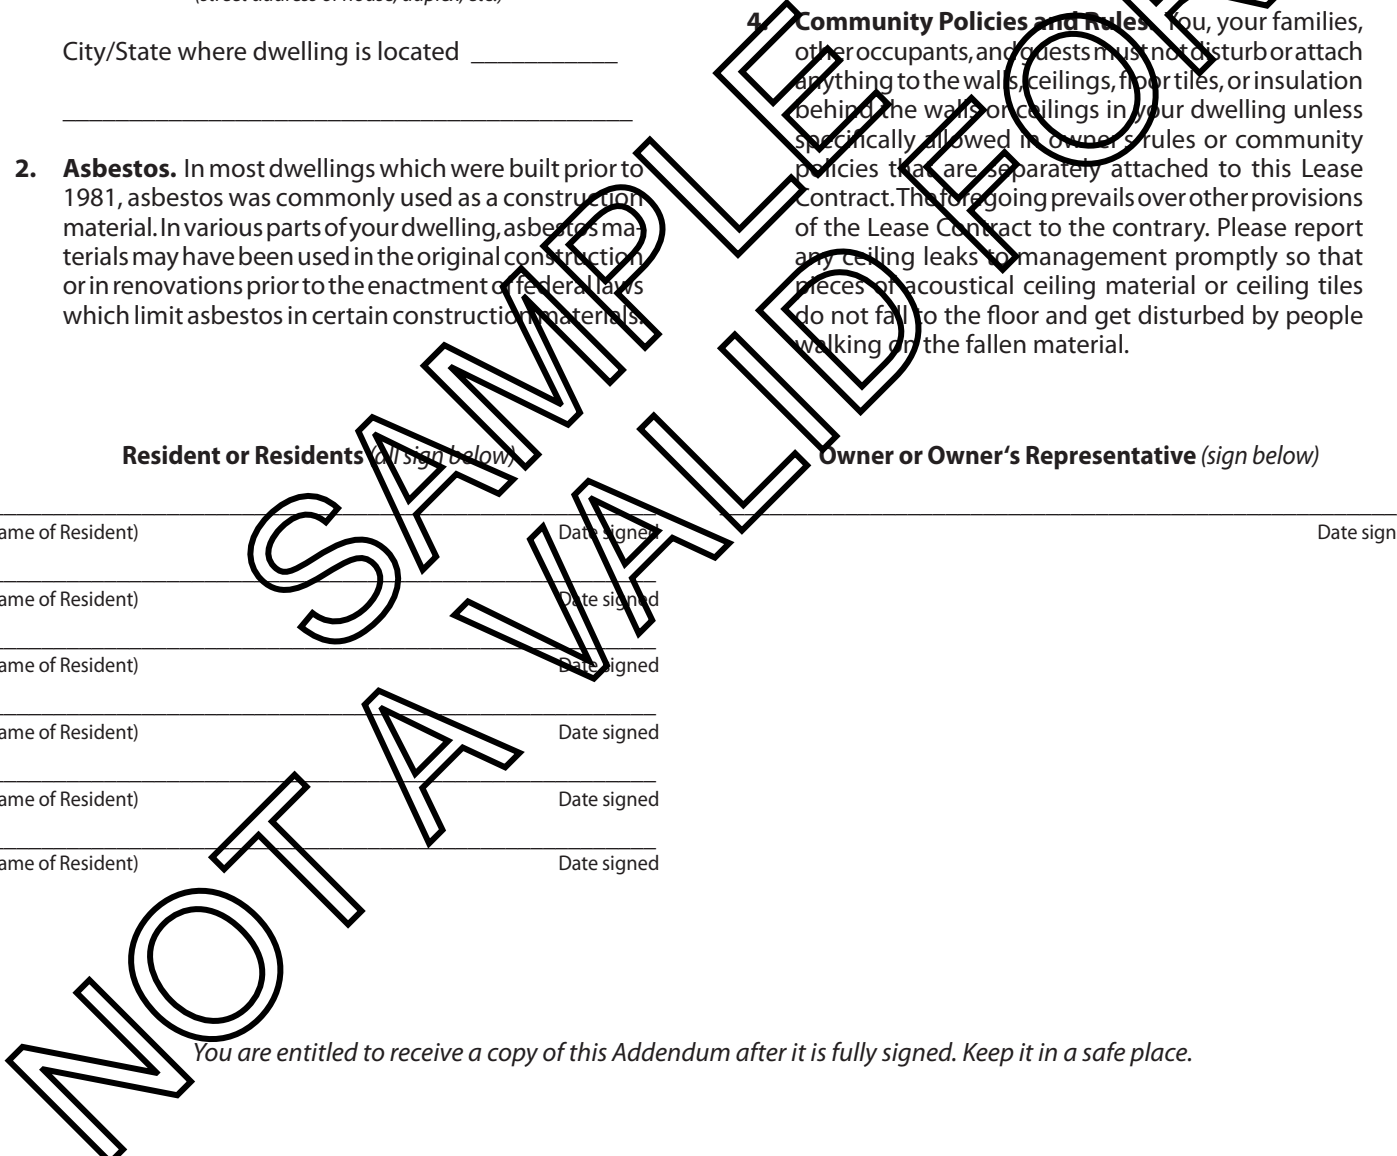 (street address of house, duplex, etc.)
City/State where dwelling is located ____________
_______________________________________________
2. Asbestos. In most dwellings which were built prior to
1981, asbestos was commonly used as a construction
material. In various parts of your dwelling, asbestos ma-
terials may have been used in the original construction
or in renovations prior to the enactment of federal laws
which limit asbestos in certain construction materials.
4. Community Policies and Rules. You, your families,
other occupants, and guests must not disturb or attach
anything to the walls, ceilings, floor tiles, or insulation
behind the walls or ceilings in your dwelling unless
specifically allowed in owner's rules or community
policies that are separately attached to this Lease
Contract. The foregoing prevails over other provisions
of the Lease Contract to the contrary. Please report
any ceiling leaks to management promptly so that
pieces of acoustical ceiling material or ceiling tiles
do not fall to the floor and get disturbed by people
walking on the fallen material.
Resident or Residents (all sign below)
ame of Resident) Date signed
ame of Resident) Date signed
ame of Resident) Date signed
ame of Resident) Date signed
ame of Resident) Date signed
ame of Resident) Date signed
Owner or Owner's Representative (sign below)
Date sign
You are entitled to receive a copy of this Addendum after it is fully signed. Keep it in a safe place.
SAMPLE
NOT A VALID FOR